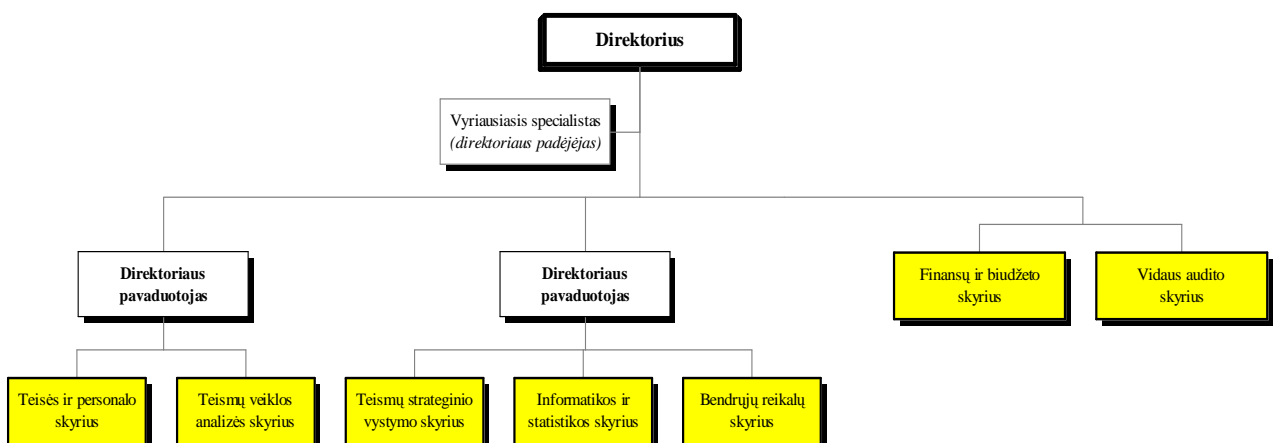 Direktorius
Vyriausiasis specialistas
(direktoriaus padėjėjas)
Direktoriaus
pavaduotojas
Direktoriaus
pavaduotojas
Finansų ir biudžeto
skyrius
Vidaus audito
skyrius
Teisės ir personalo
skyrius
Teismų veiklos
analizės skyrius
Teismų strateginio
vystymo skyrius
Informatikos ir
statistikos skyrius
Bendrųjų reikalų
skyrius